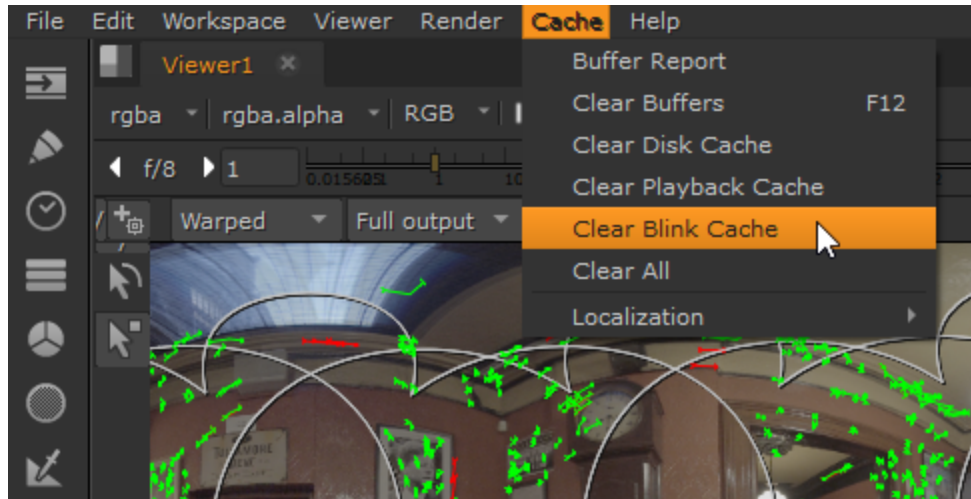 File Edit Workspace Viewer Render Cache Help
Viewer1
Buffer Report
rgba rgba.alpha RGB
Clear Buffers F12
Clear Disk Cache
f/8 1
Clear Playback Cache
Warped Full output
Clear Blink Cache
Clear All
Localization